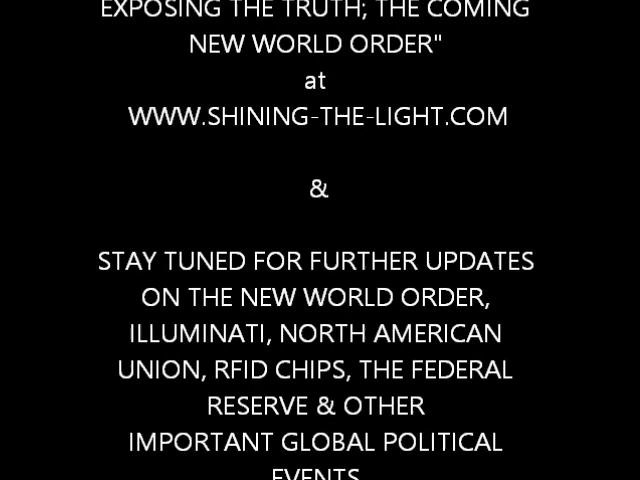 EXPOSING THE TRUTH; THE COMING
NEW WORLD ORDER"
at
WWW.SHINING-THE-LIGHT.COM
&
STAY TUNED FOR FURTHER UPDATES
ON THE NEW WORLD ORDER,
ILLUMINATI, NORTH AMERICAN
UNION, RFID CHIPS, THE FEDERAL
RESERVE & OTHER
IMPORTANT GLOBAL POLITICAL
EVENTS